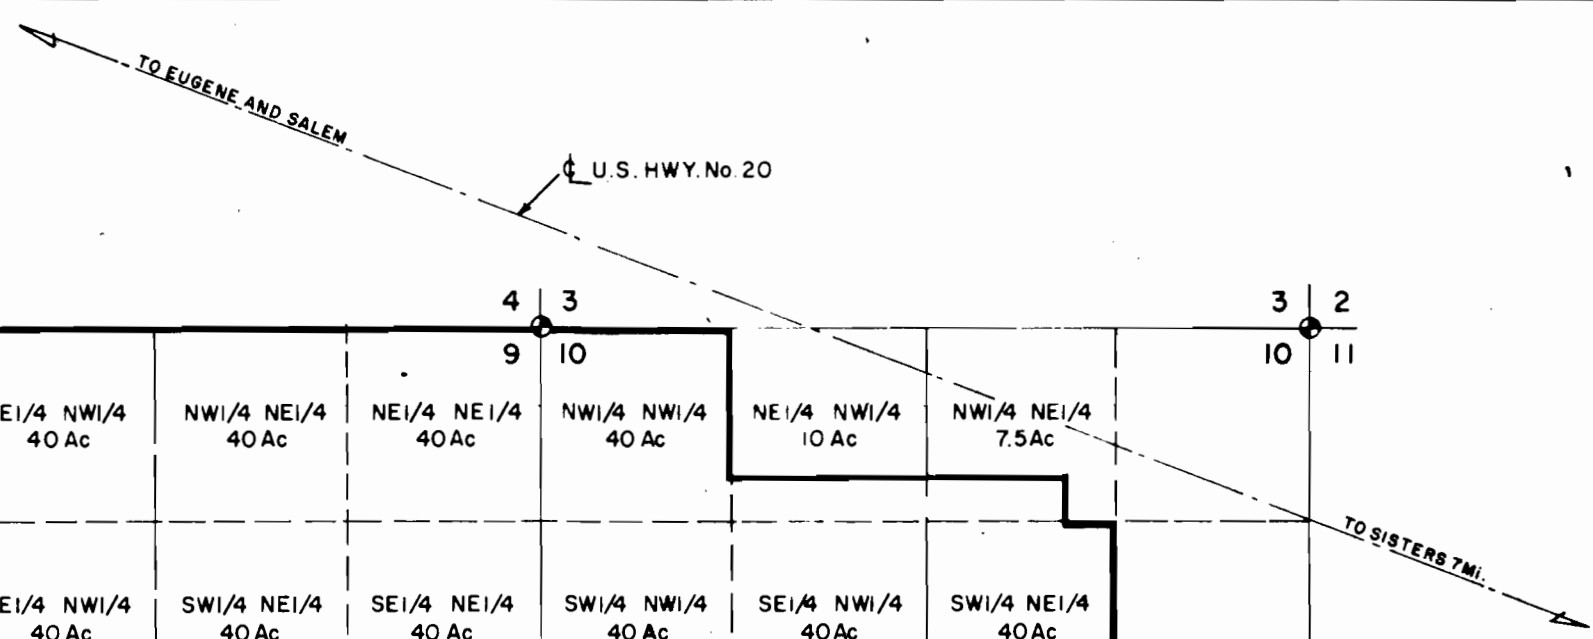 TO EUGENE AND SALEM
℄ U.S. HWY. No. 20
4 3
3 2
9 10
10 11
E1/4 NW1/4
40 Ac
NW1/4 NE1/4
40 Ac
NE1/4 NE1/4
40 Ac
NW1/4 NW1/4
40 Ac
NE1/4 NW1/4
10 Ac
NW1/4 NE1/4
7.5 Ac
TO SISTERS 7 Mi.
E1/4 NW1/4
40 Ac
SW1/4 NE1/4
40 Ac
SE1/4 NE1/4
40 Ac
SW1/4 NW1/4
40 Ac
SE1/4 NW1/4
40 Ac
SW1/4 NE1/4
40 Ac